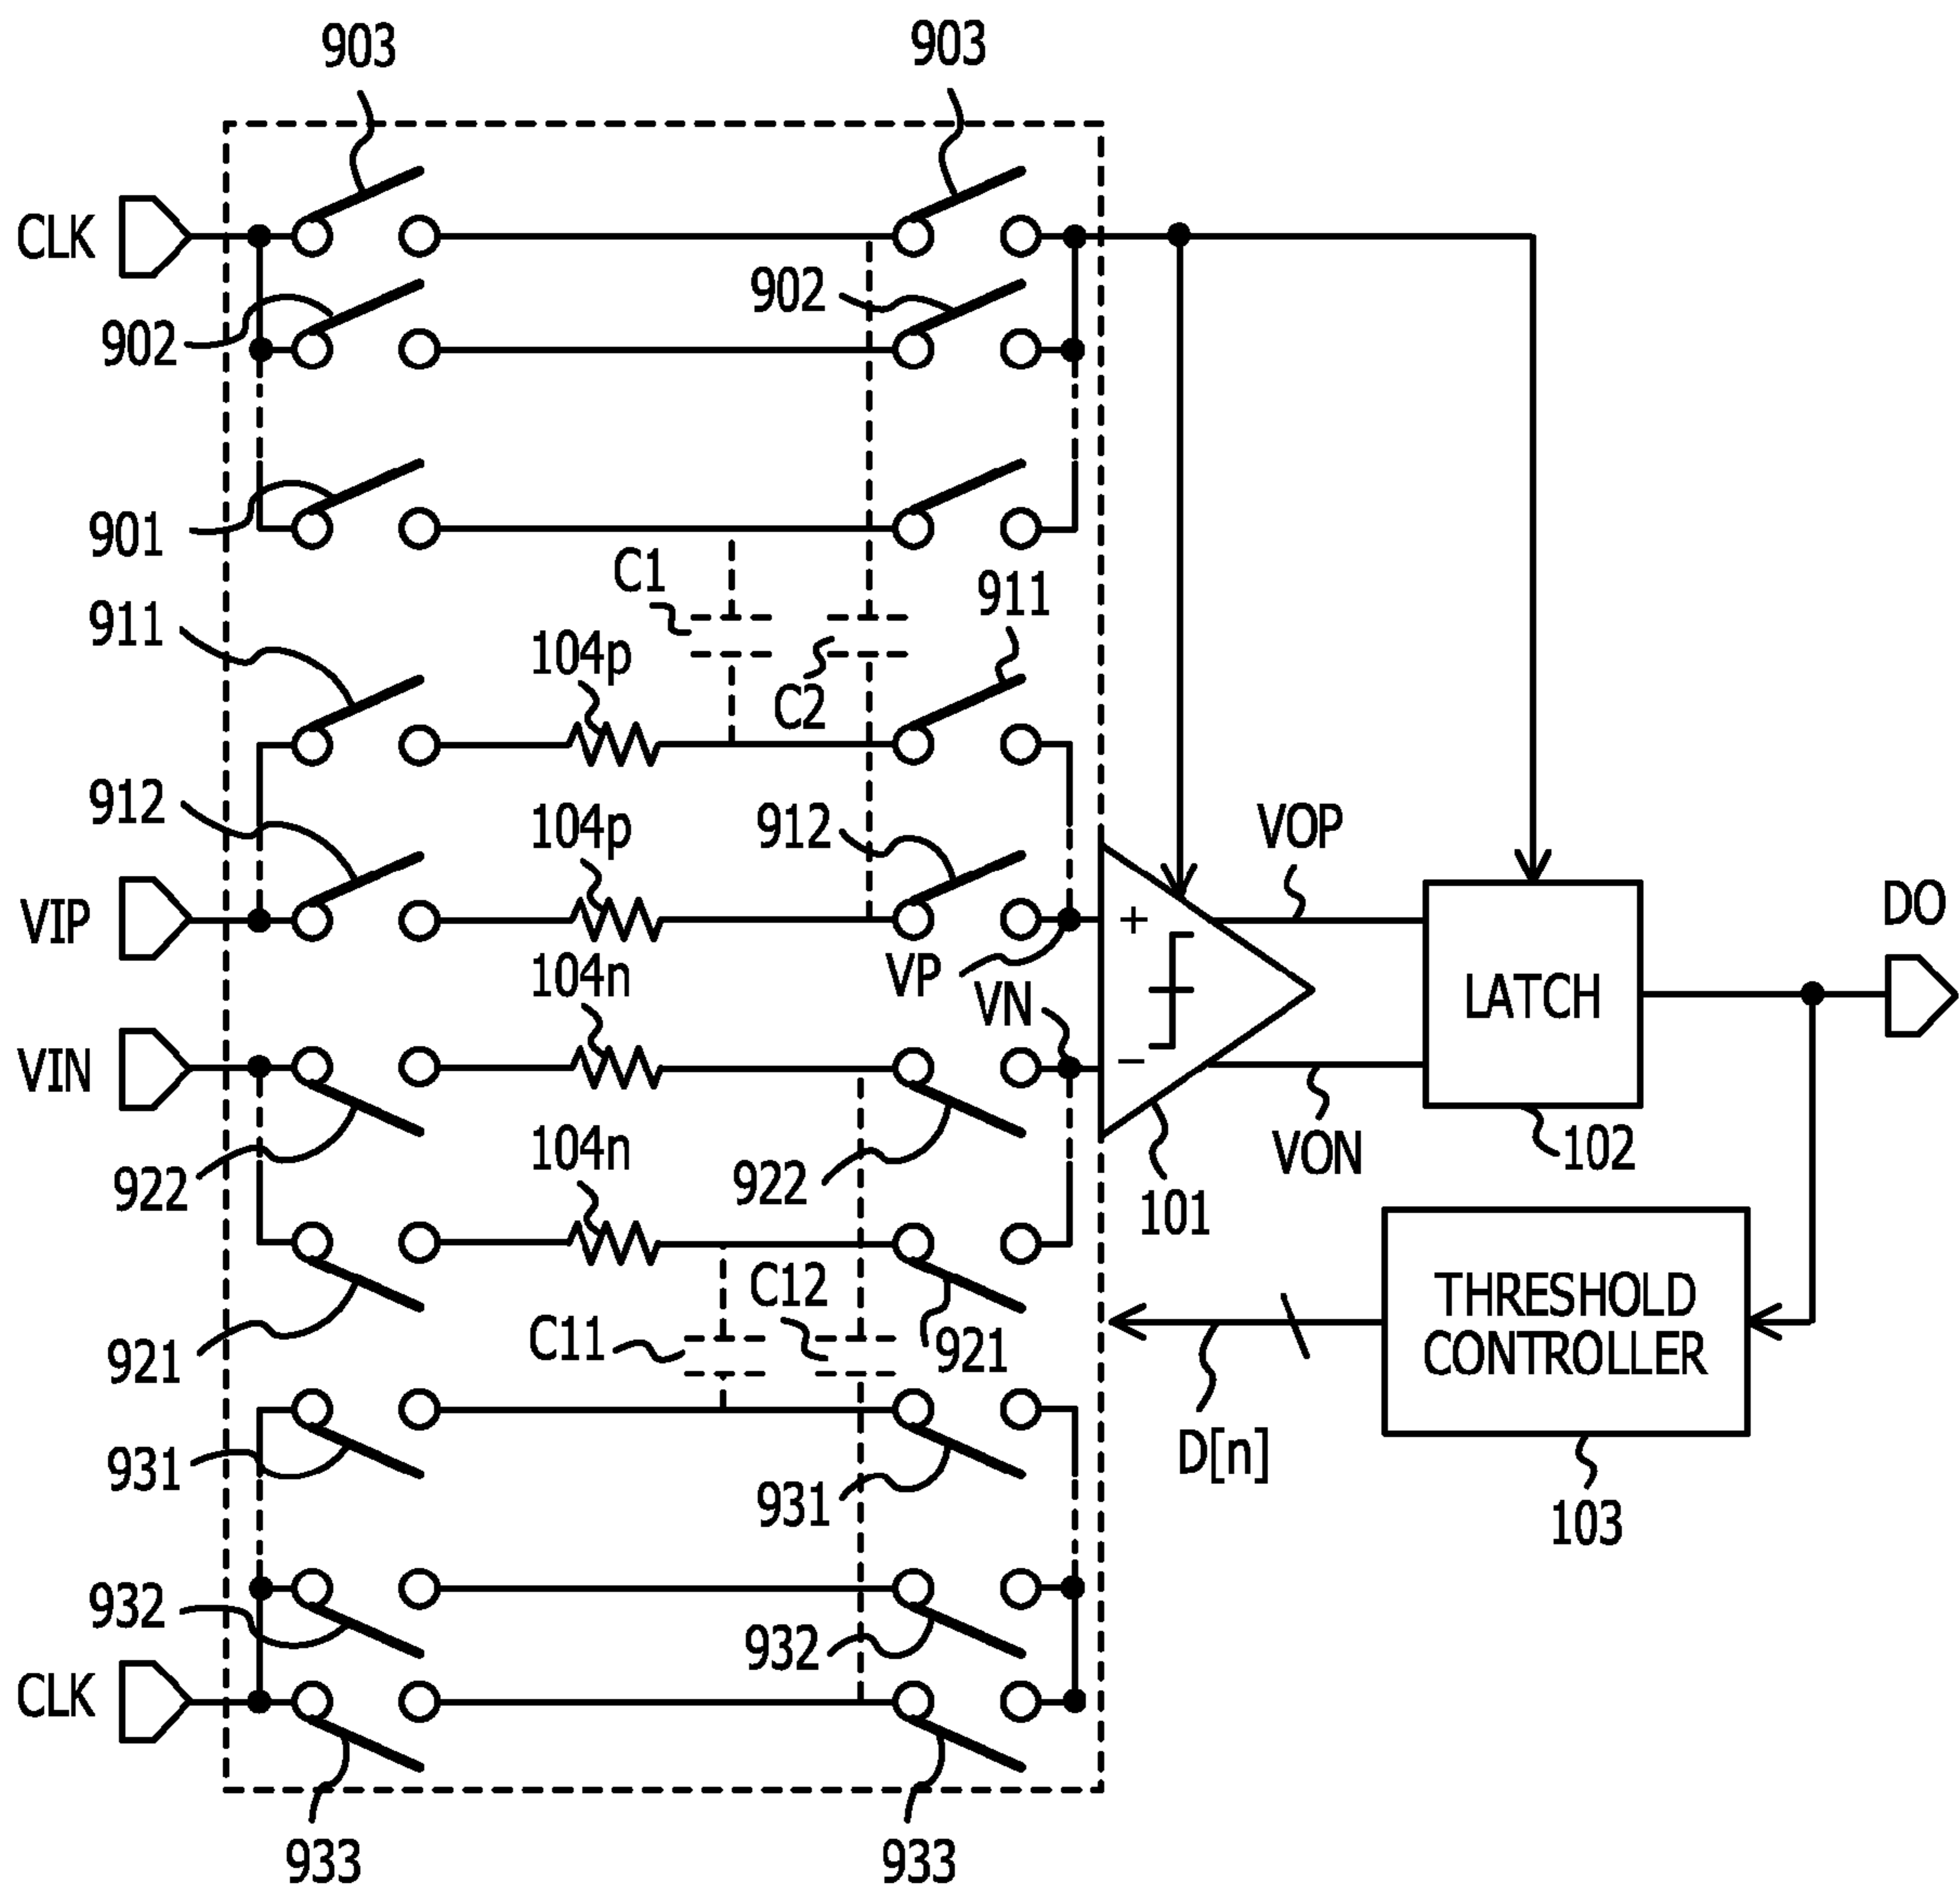 903
903
CLK
902
902
901
C1
911
911
104p
C2
912
104p
912
VOP
VIP
DO
+
VP
104n
VN
LATCH
VIN
−
104n
922
922
VON
102
101
C12
THRESHOLD
CONTROLLER
C11
921
921
D[n]
931
931
103
932
932
CLK
933
933